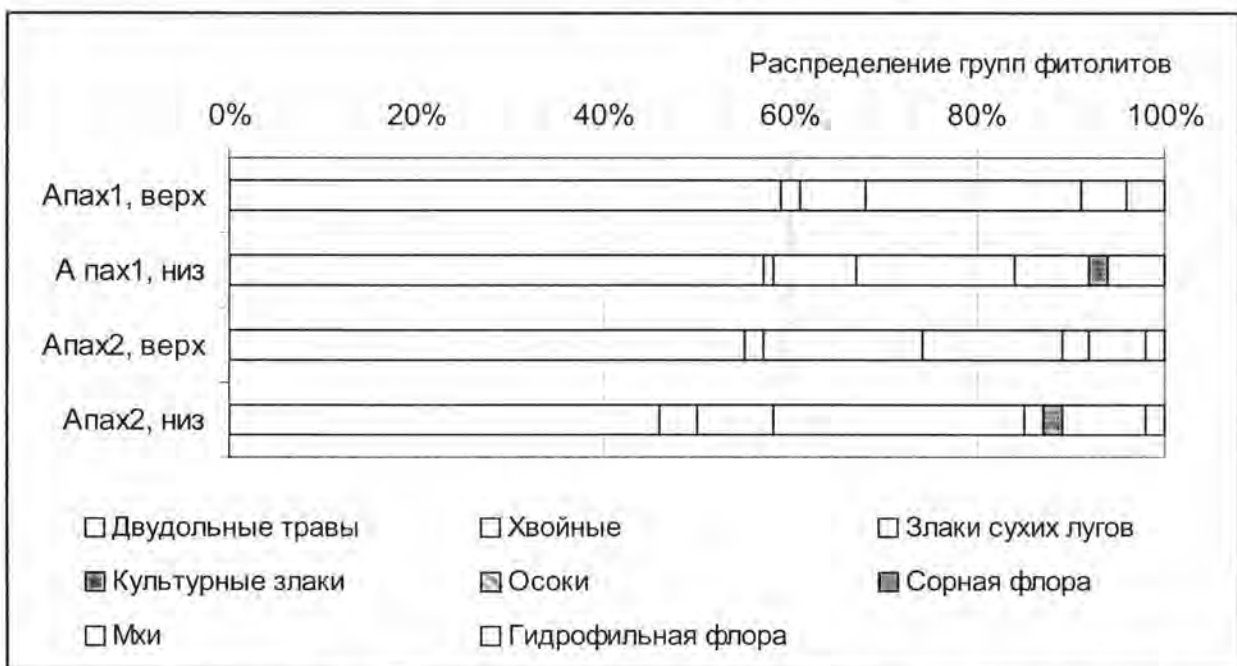 Распределение групп фитолитов
0% 20% 40% 60% 80% 100%
Апах1, верх
А пах1, низ
Апах2, верх
Апах2, низ
Двудольные травы Хвойные Злаки сухих лугов
Культурные злаки Осоки Сорная флора
Мхи Гидрофильная флора